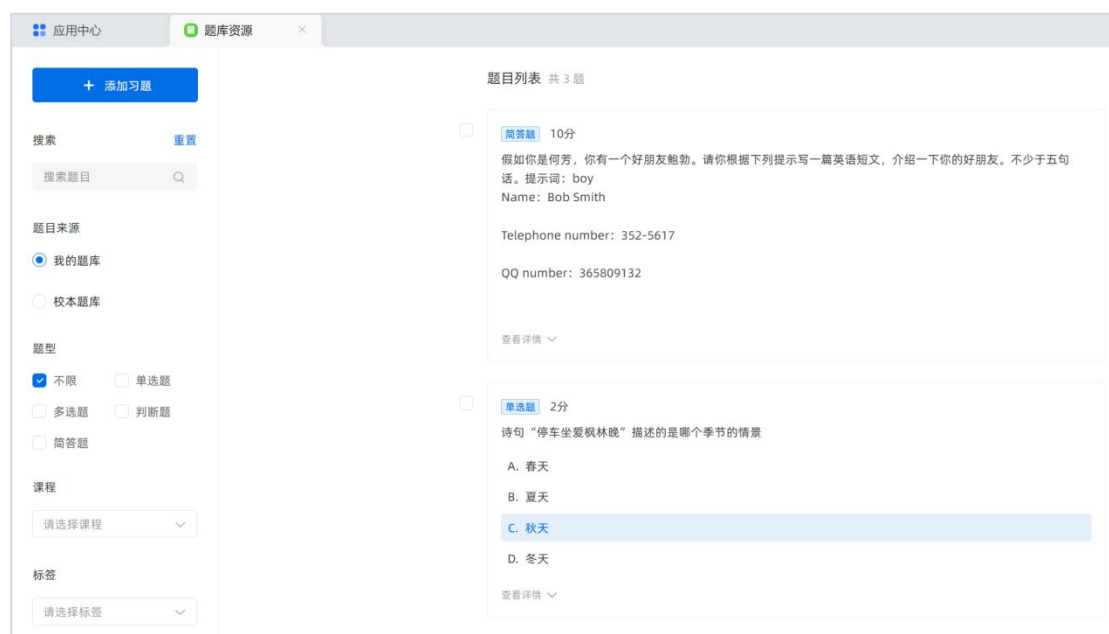 应用中心
题库资源
添加习题
搜索 重置
搜索题目
题目来源
我的题库
校本题库
题型
不限 单选题
多选题 判断题
简答题
课程
请选择课程
标签
请选择标签
题目列表 共 3 题
简答题 10分
假如你是何芳，你有一个好朋友鲍勃。请你根据下列提示写一篇英语短文，介绍一下你的好朋友。不少于五句
话。提示词：boy
Name：Bob Smith
Telephone number：352-5617
QQ number：365809132
查看详情
单选题 2分
诗句“停车坐爱枫林晚”描述的是哪个季节的情景
A. 春天
B. 夏天
C. 秋天
D. 冬天
查看详情